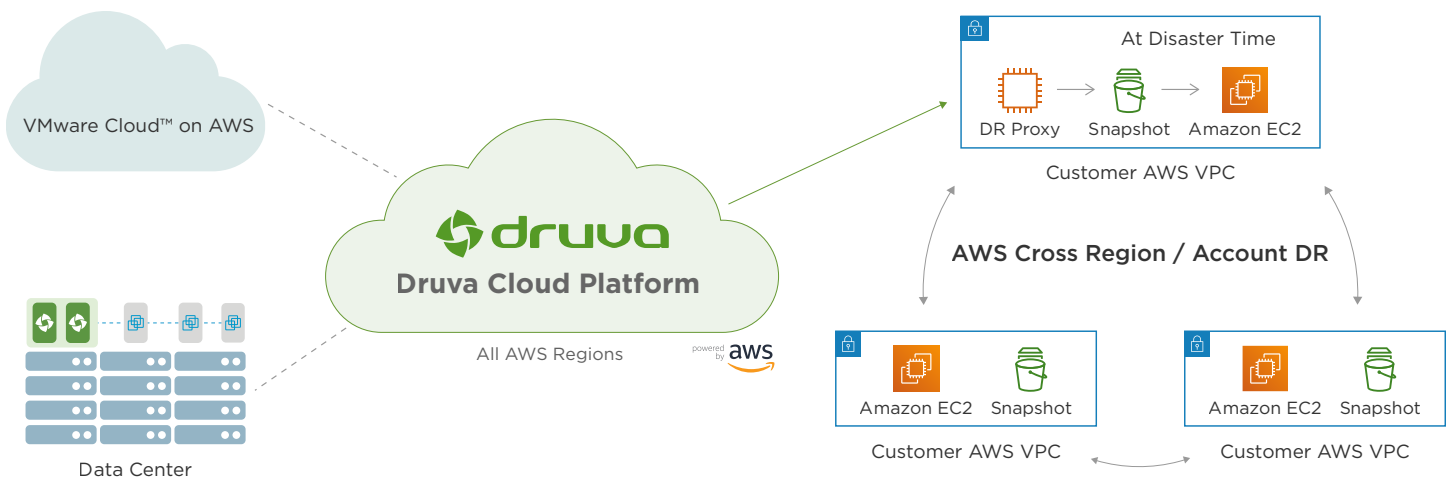 VMware Cloud™ on AWS
Data Center
druva
Druva Cloud Platform
All AWS Regions
powered
by
aws
At Disaster Time
DR Proxy
Snapshot
Amazon EC2
Customer AWS VPC
AWS Cross Region / Account DR
Amazon EC2
Snapshot
Customer AWS VPC
Amazon EC2
Snapshot
Customer AWS VPC